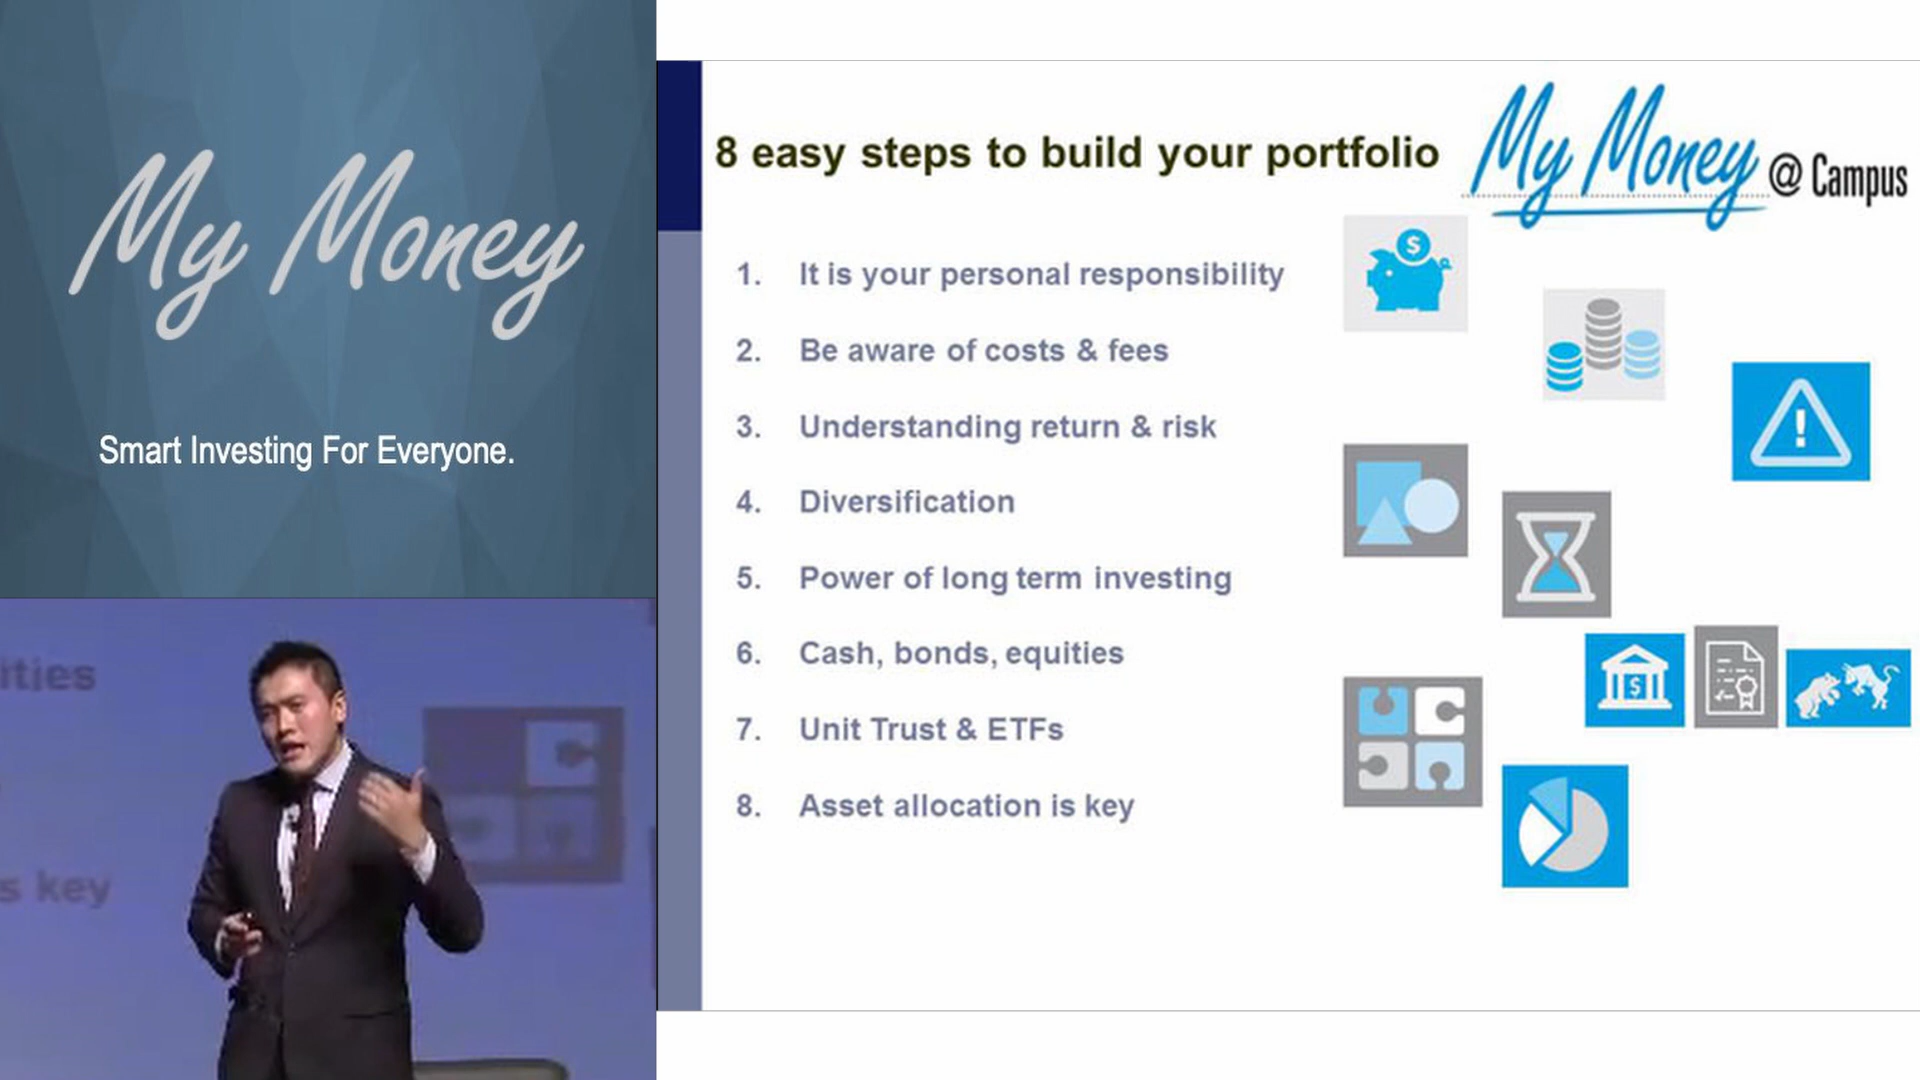 My Money
Smart Investing For Everyone.
ities
s key
8 easy steps to build your portfolio
My Money @ Campus
1. It is your personal responsibility
2. Be aware of costs & fees
3. Understanding return & risk
4. Diversification
5. Power of long term investing
6. Cash, bonds, equities
7. Unit Trust & ETFs
8. Asset allocation is key
$
!
$